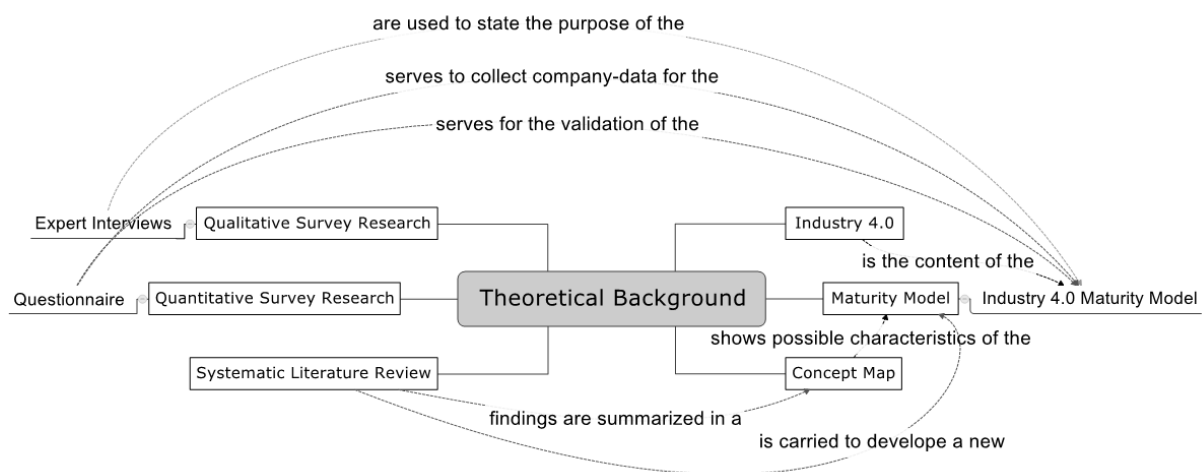 are used to state the purpose of the
serves to collect company-data for the
serves for the validation of the
Expert Interviews
Qualitative Survey Research
Industry 4.0
is the content of the
Questionnaire
Quantitative Survey Research
Theoretical Background
Maturity Model
Industry 4.0 Maturity Model
shows possible characteristics of the
Systematic Literature Review
Concept Map
findings are summarized in a
is carried to develope a new